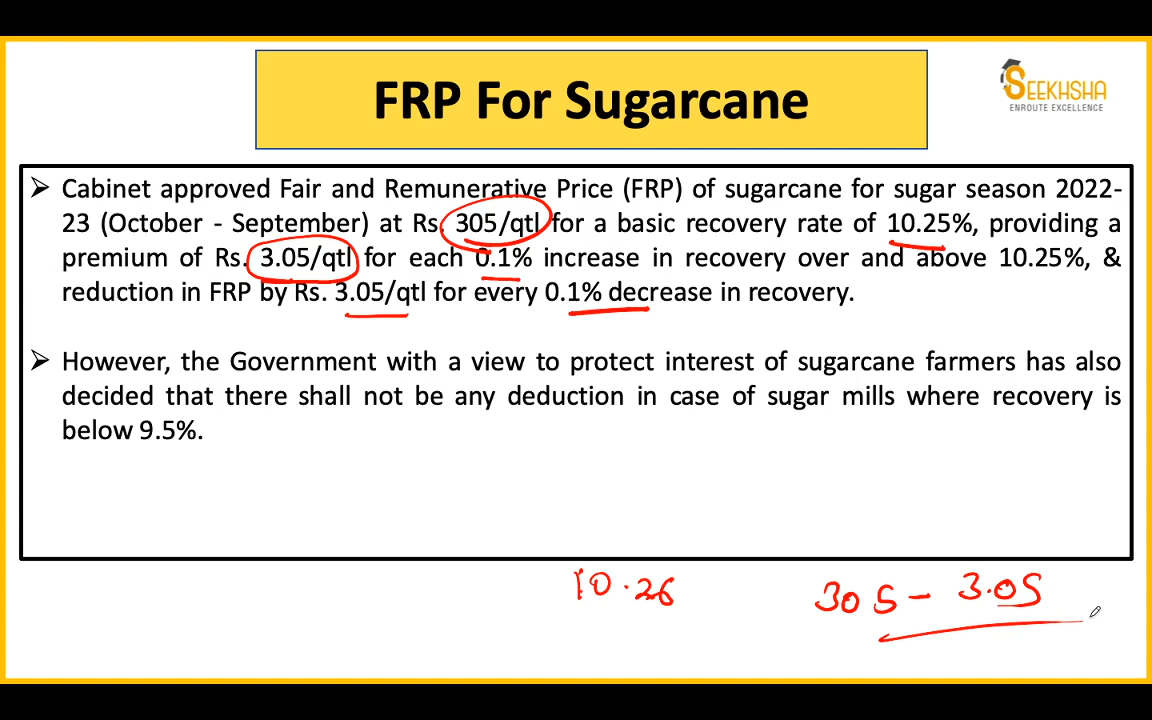 FRP For Sugarcane
SEEKHSHA
ENROUTE EXCELLENCE
➢ Cabinet approved Fair and Remunerative Price (FRP) of sugarcane for sugar season 2022-
23 (October - September) at Rs. 305/qtl for a basic recovery rate of 10.25%, providing a
premium of Rs. 3.05/qtl for each 0.1% increase in recovery over and above 10.25%, &
reduction in FRP by Rs. 3.05/qtl for every 0.1% decrease in recovery.
➢ However, the Government with a view to protect interest of sugarcane farmers has also
decided that there shall not be any deduction in case of sugar mills where recovery is
below 9.5%.
10.26
305 - 3.05